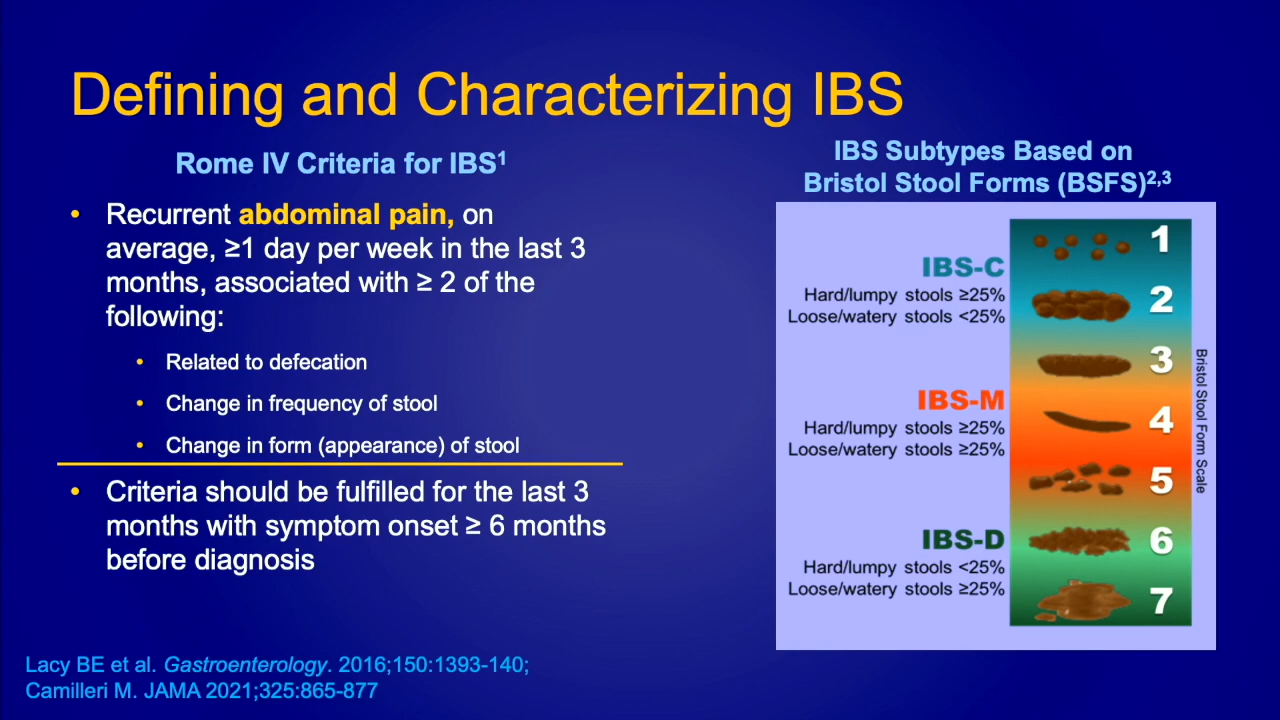 Defining and Characterizing IBS
Rome IV Criteria for IBS¹
• Recurrent abdominal pain, on
average, ≥1 day per week in the last 3
months, associated with ≥ 2 of the
following:
• Related to defecation
• Change in frequency of stool
• Change in form (appearance) of stool
• Criteria should be fulfilled for the last 3
months with symptom onset ≥ 6 months
before diagnosis
IBS Subtypes Based on
Bristol Stool Forms (BSFS)²,³
IBS-C
Hard/lumpy stools ≥25%
Loose/watery stools <25%
IBS-M
Hard/lumpy stools ≥25%
Loose/watery stools ≥25%
IBS-D
Hard/lumpy stools <25%
Loose/watery stools ≥25%
1
2
3
4
5
6
7
Bristol Stool Form Scale
Lacy BE et al. Gastroenterology. 2016;150:1393-140;
Camilleri M. JAMA 2021;325:865-877